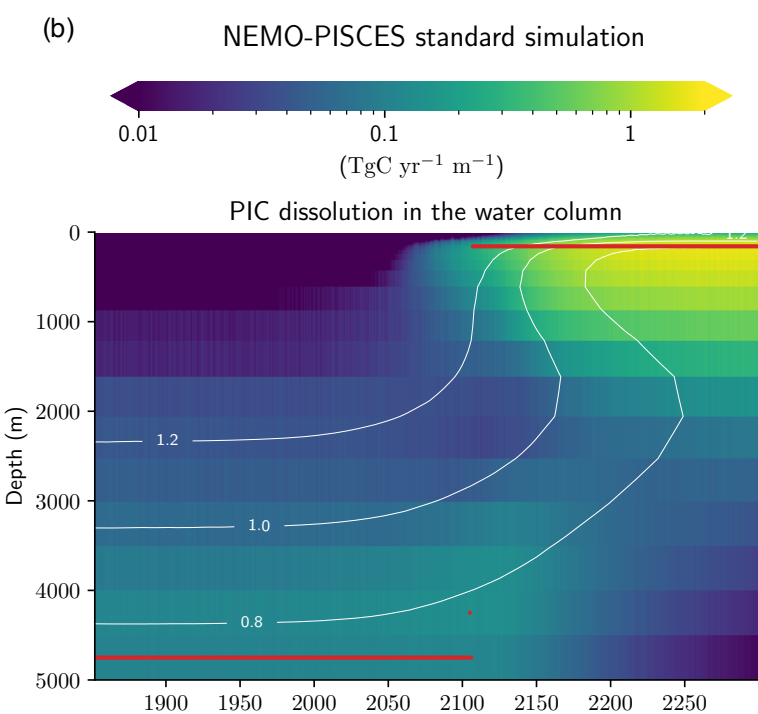 (b)
NEMO-PISCES standard simulation
0.01 0.1 1
(TgC yr⁻¹ m⁻¹)
PIC dissolution in the water column
0
1.2
1000
2000
1.2
Depth (m)
3000
1.0
4000
0.8
5000
1900 1950 2000 2050 2100 2150 2200 2250